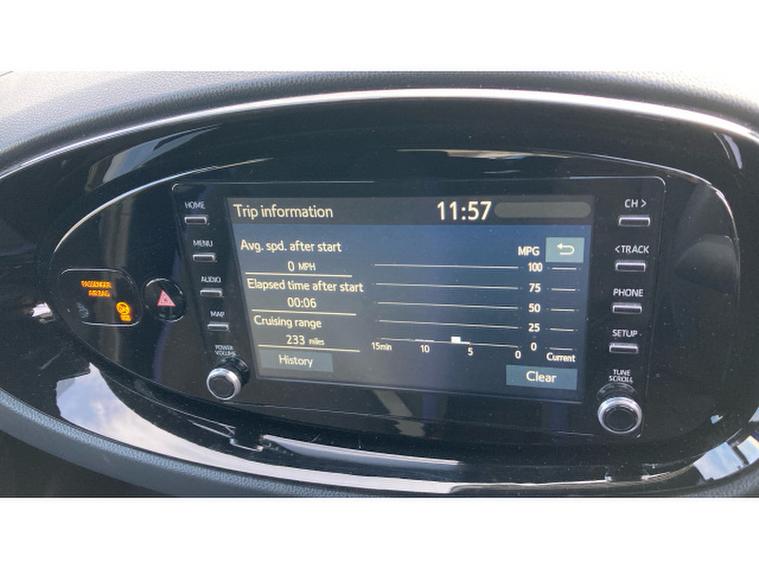 HOME
MENU
AUDIO
MAP
POWER
VOLUME
PASSENGER
AIRBAG
Trip information
11:57
Avg. spd. after start
0 MPH
Elapsed time after start
00:06
Cruising range
233 miles
History
MPG
100
75
50
25
0
15min 10 5 0
Current
Clear
CH >
< TRACK
PHONE
SETUP
TUNE
SCROLL